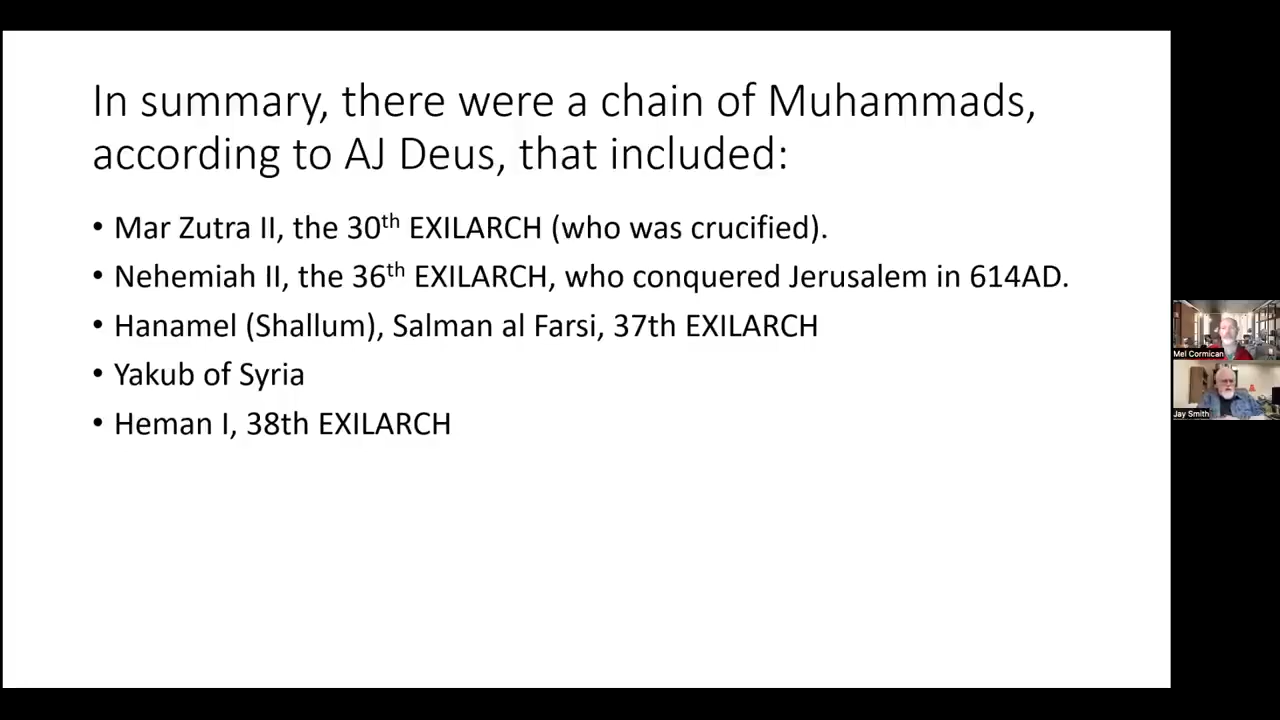 In summary, there were a chain of Muhammads,
according to AJ Deus, that included:
• Mar Zutra II, the 30th EXILARCH (who was crucified).
• Nehemiah II, the 36th EXILARCH, who conquered Jerusalem in 614AD.
• Hanamel (Shallum), Salman al Farsi, 37th EXILARCH
• Yakub of Syria
• Heman I, 38th EXILARCH
Mel Cormican
Jay Smith